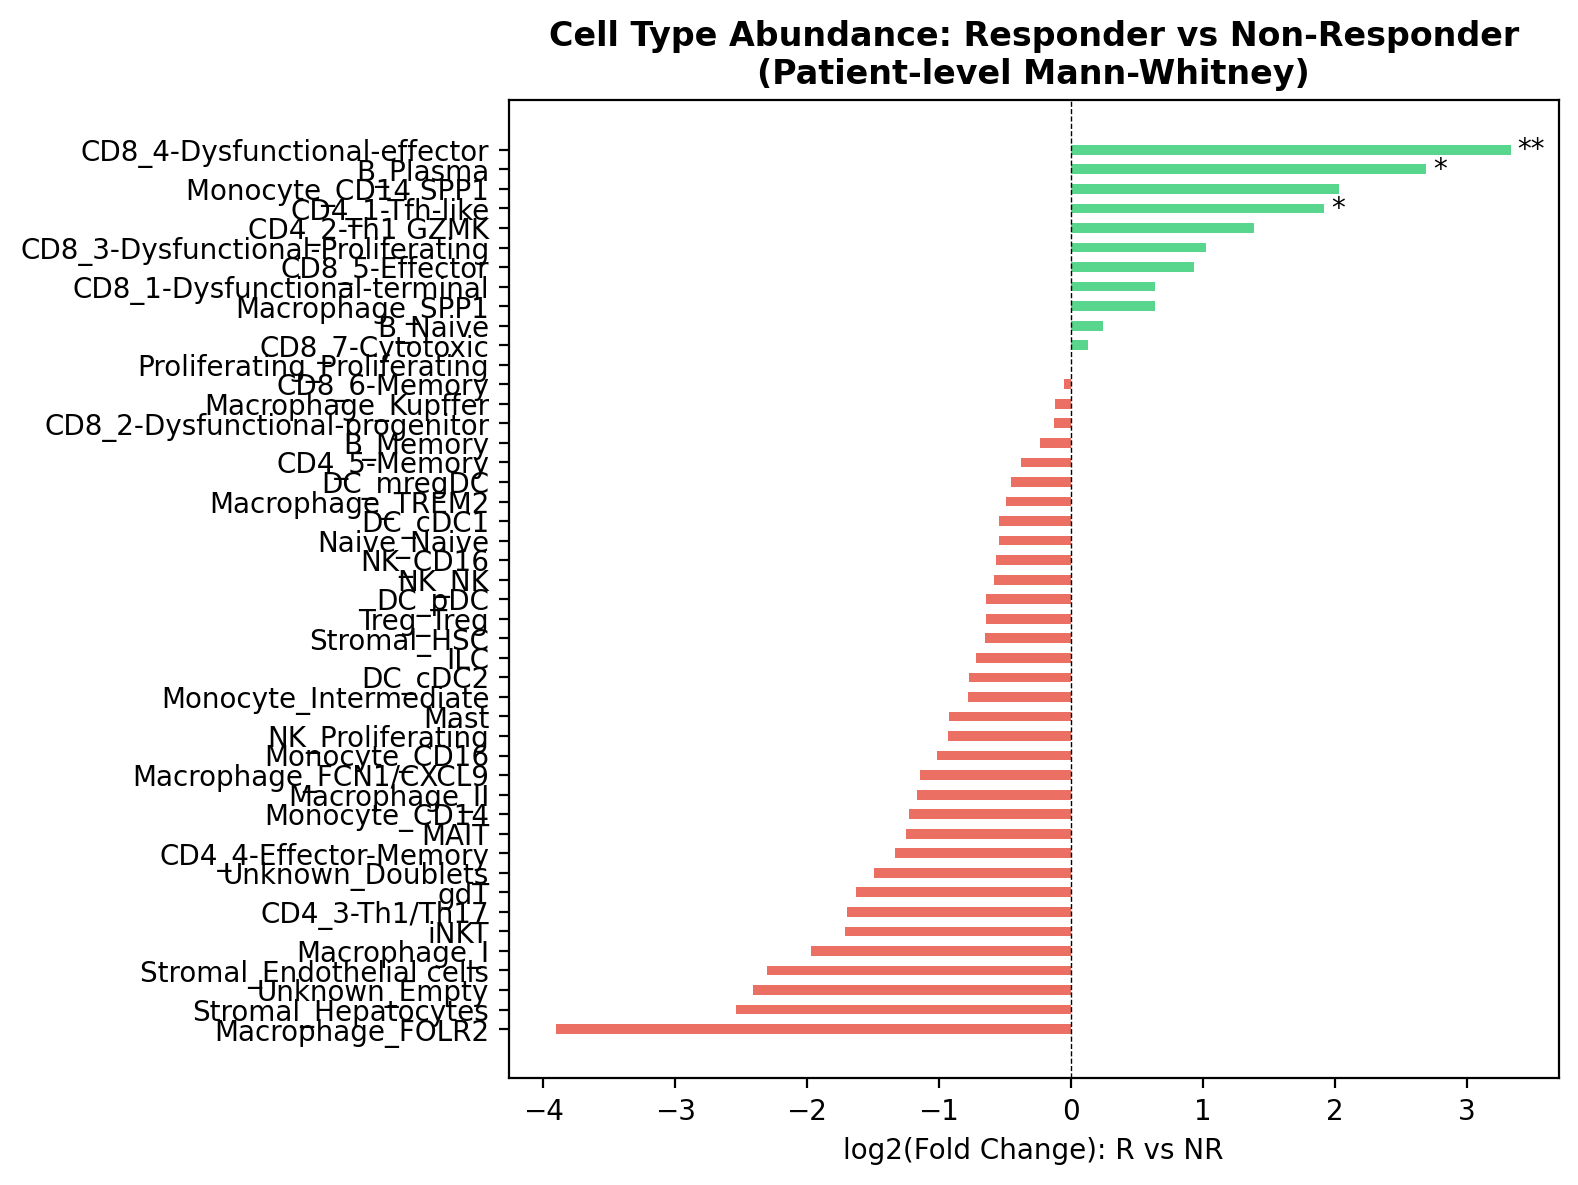 Cell Type Abundance: Responder vs Non-Responder
(Patient-level Mann-Whitney)
CD8_4-Dysfunctional-effector
**
B_Plasma
*
Monocyte_CD14 SPP1
CD4_1-Tfh-like
*
CD4_2-Th1 GZMK
CD8_3-Dysfunctional-Proliferating
CD8_5-Effector
CD8_1-Dysfunctional-terminal
Macrophage_SPP1
B_Naive
CD8_7-Cytotoxic
Proliferating_Proliferating
CD8_6-Memory
Macrophage_Kupffer
CD8_2-Dysfunctional-progenitor
B_Memory
CD4_5-Memory
DC_mregDC
Macrophage_TREM2
DC_cDC1
Naive_Naive
NK_CD16
NK_NK
DC_pDC
Treg_Treg
Stromal_HSC
ILC
DC_cDC2
Monocyte_Intermediate
Mast
NK_Proliferating
Monocyte_CD16
Macrophage_FCN1/CXCL9
Macrophage_II
Monocyte_CD14
MAIT
CD4_4-Effector-Memory
Unknown_Doublets
gdT
CD4_3-Th1/Th17
iNKT
Macrophage_I
Stromal_Endothelial cells
Unknown_Empty
Stromal_Hepatocytes
Macrophage_FOLR2
−4 −3 −2 −1 0 1 2 3
log2(Fold Change): R vs NR